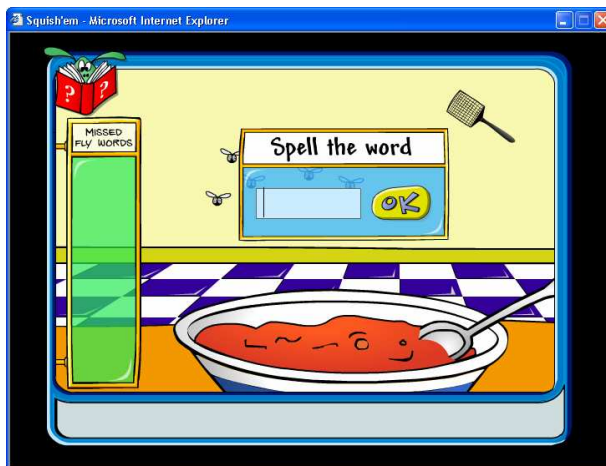 Squish'em - Microsoft Internet Explorer
? ?
MISSED
FLY WORDS
Spell the word
OK